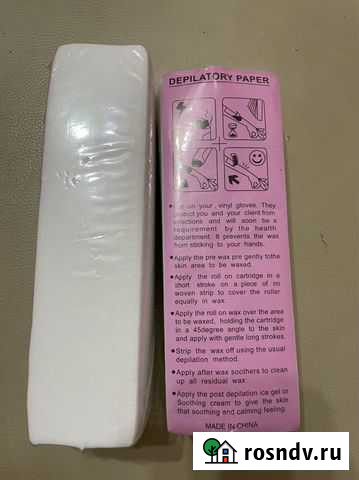 DEPILATORY PAPER
on your , vinyl gloves. They
protect you and your client from
infections and will soon be a
requirement by the health
department. It prevents the wax
from sticking to your hands.
Apply the pre wax pre gently tothe
skin area to be waxed.
Apply the roll on cartridge in a
short stroke on a piece of no
woven strip to cover the roller
equally in wax.
Apply the roll on wax over the area
to be waxed, holding the cartridge
in a 45degree angle to the skin
and apply with gentle long strokes.
Strip the wax off using the usual
depilation method.
Apply after wax soothers to clean
up all residual wax.
Apply the post depilation ice gel or
Soothing cream to give the skin
that soothing end calming feeling.
MADE IN CHINA
rosndv.ru